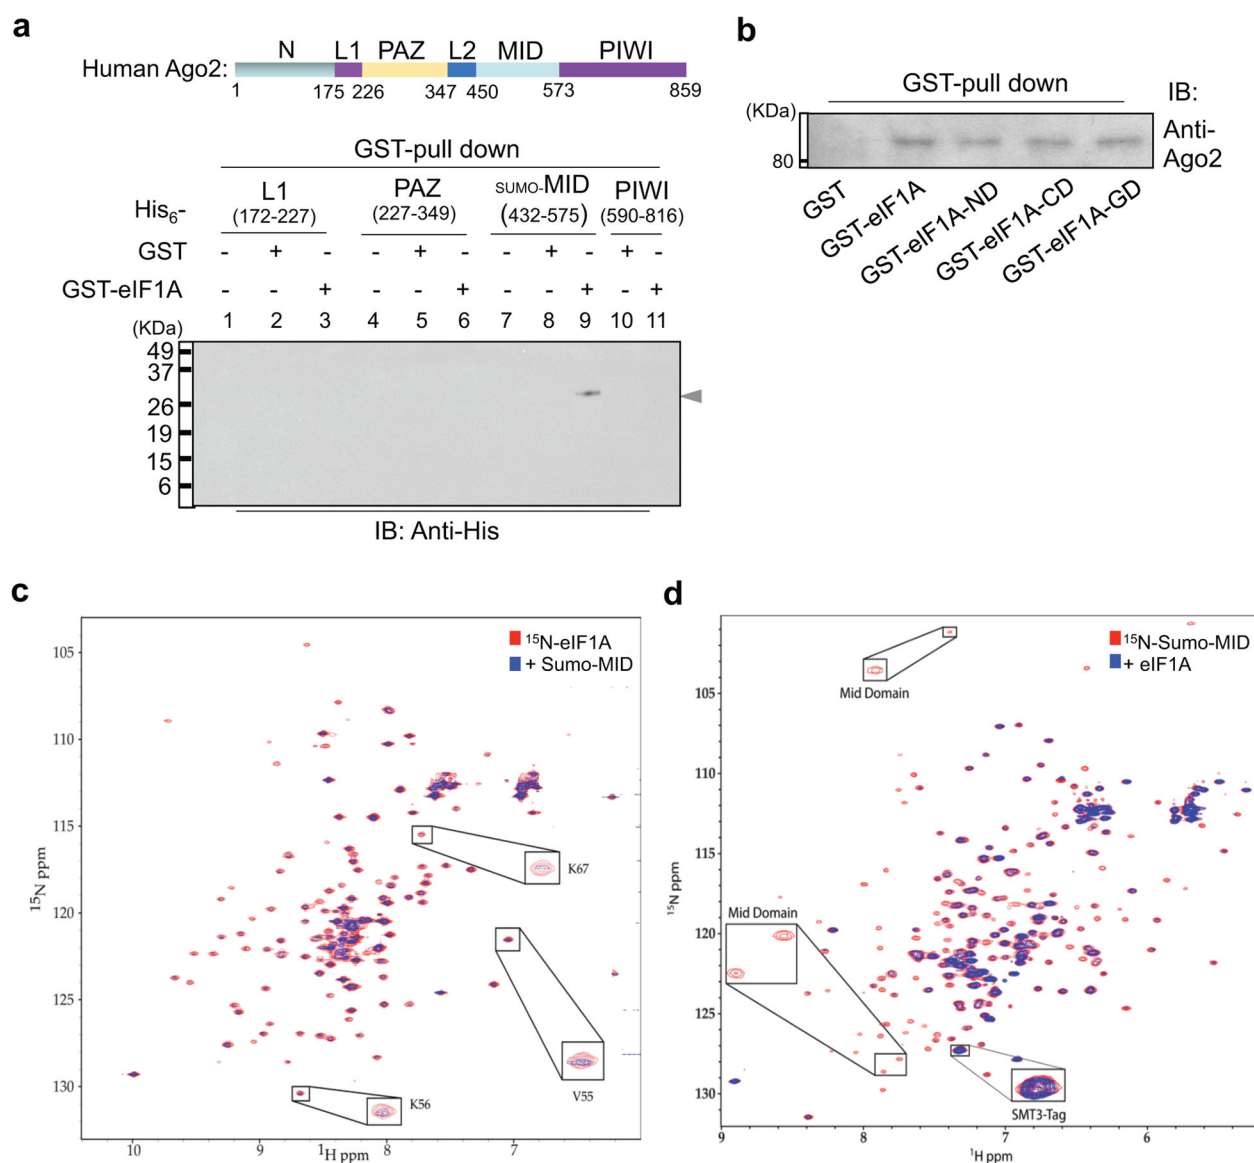 a
N L1 PAZ L2 MID PIWI
Human Ago2:
1 175 226 347 450 573 859
GST-pull down
L1 PAZ SUMO-MID PIWI
His6- (172-227) (227-349) (432-575) (590-816)
GST - + - - + - - + - + -
GST-eIF1A - - + - - + - - + - +
(KDa) 1 2 3 4 5 6 7 8 9 10 11
49
37
26
19
15
6
IB: Anti-His
b
GST-pull down
IB:
(KDa)
80
Anti-
Ago2
GST
GST-eIF1A
GST-eIF1A-ND
GST-eIF1A-CD
GST-eIF1A-GD
c
15N-eIF1A
+ Sumo-MID
105
110
115
120
125
130
15N ppm
K67
V55
K56
10 9 8 7
1H ppm
d
15N-Sumo-MID
+ eIF1A
Mid Domain
105
110
115
120
125
130
15N ppm
Mid Domain
SMT3-Tag
9 8 7 6
1H ppm